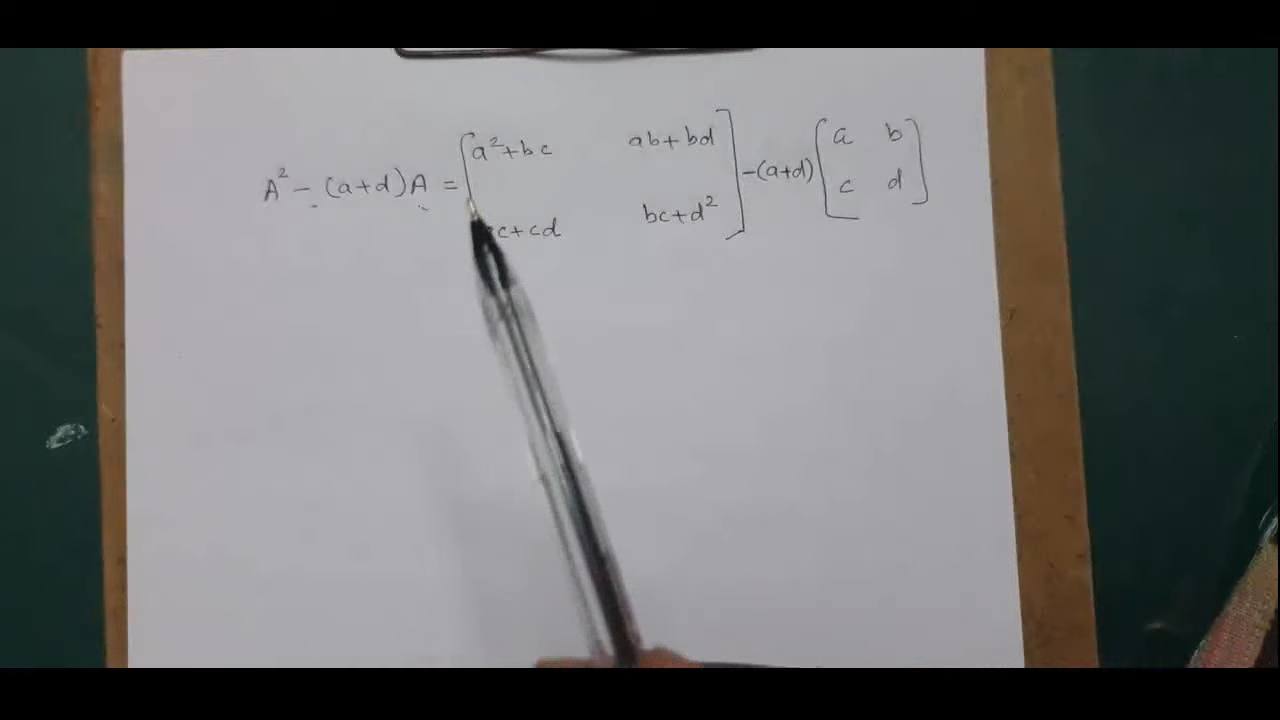 A² - (a+d)A = [a²+bc ab+bd] -(a+d) [a b]
c+cd bc+d² c d